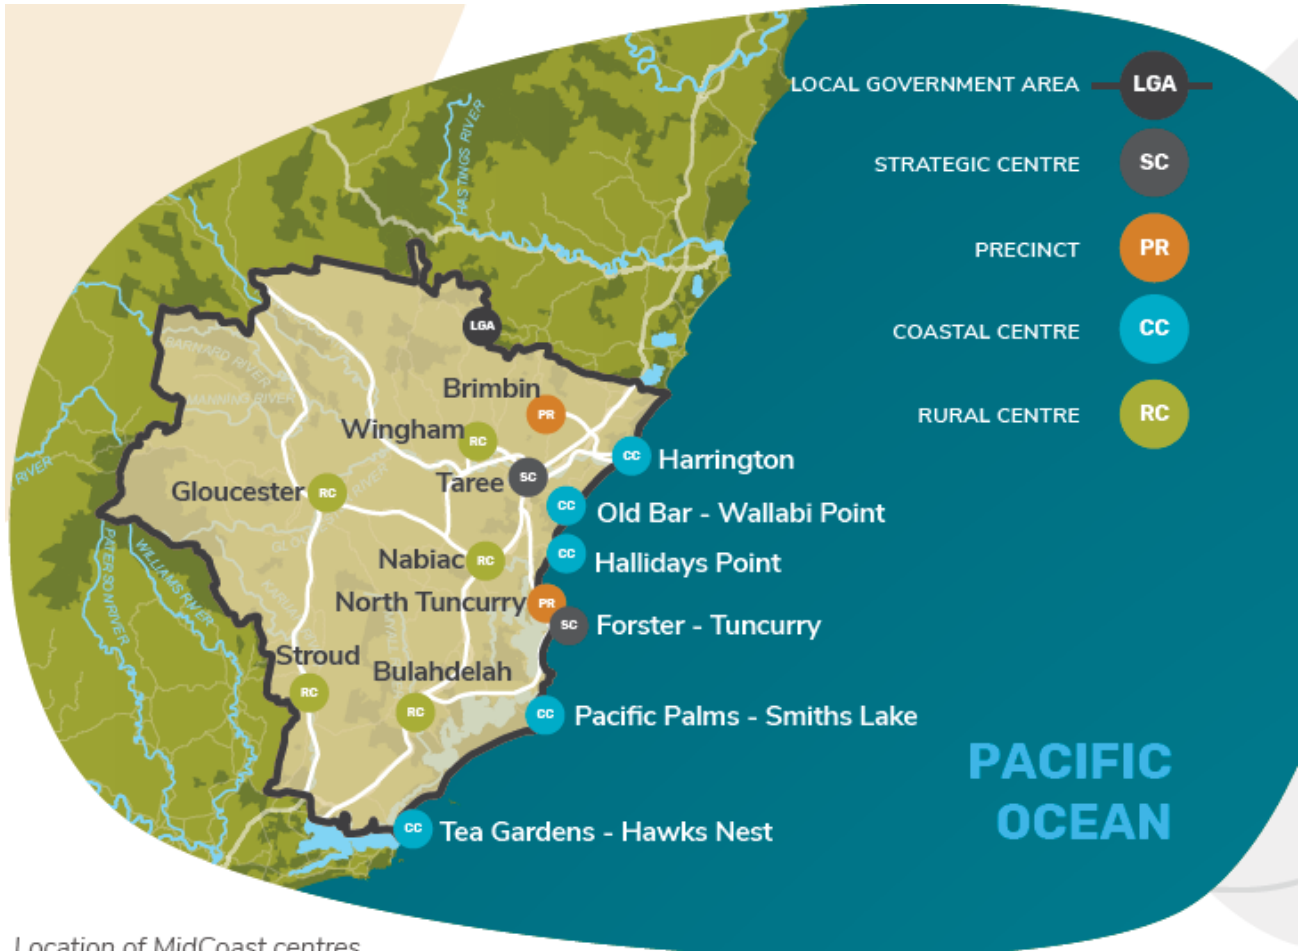 LOCAL GOVERNMENT AREA
LGA
STRATEGIC CENTRE
SC
PRECINCT
PR
COASTAL CENTRE
CC
RURAL CENTRE
RC
HASTINGS RIVER
LGA
BARNARD RIVER
MANNING RIVER
Brimbin
PR
Wingham
RC
CC
Harrington
RIVER
Taree
SC
Gloucester
RC
RIVER
CC
Old Bar - Wallabi Point
CC
Hallidays Point
Nabiac
RC
PATERSON RIVER
WILLIAMS RIVER
North Tuncurry
PR
SC
Forster - Tuncurry
Stroud
RC
Bulahdelah
RC
CC
Pacific Palms - Smiths Lake
PACIFIC
OCEAN
CC
Tea Gardens - Hawks Nest
Location of MidCoast centres